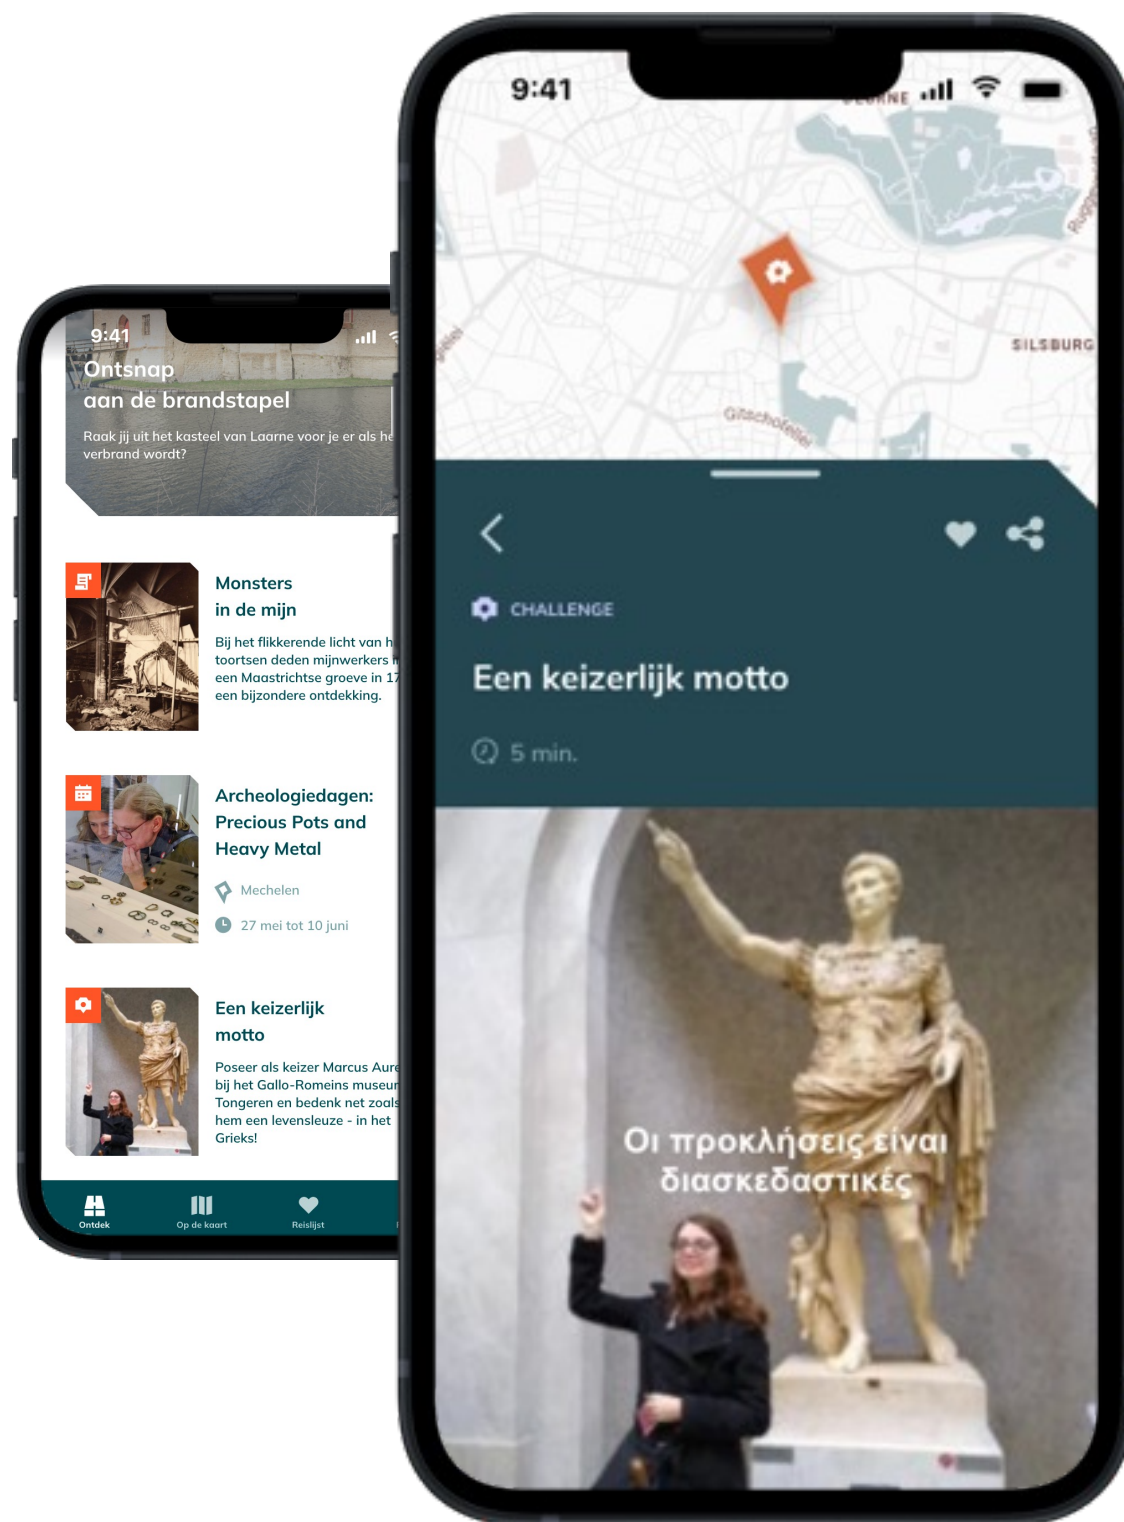 9:41
Ontsnap
aan de brandstapel
Raak jij uit het kasteel van Laarne voor je er als
verbrand wordt?
Monsters
in de mijn
Bij het flikkerende licht van
toortsen deden mijnwerkers
een Maastrichtse groeve in
een bijzondere ontdekking.
Archeologiedagen:
Precious Pots and
Heavy Metal
Mechelen
27 mei tot 10 juni
Een keizerlijk
motto
Poseer als keizer Marcus
bij het Gallo-Romeins
Tongeren en bedenk net zoals
hem een levensleuze - in het
Grieks!
Ontdek
Op de kaart
Reislijst
9:41
SILSBURG
Gitschotellei
CHALLENGE
Een keizerlijk motto
5 min.
Οι προκλήσεις είναι
διασκεδαστικές